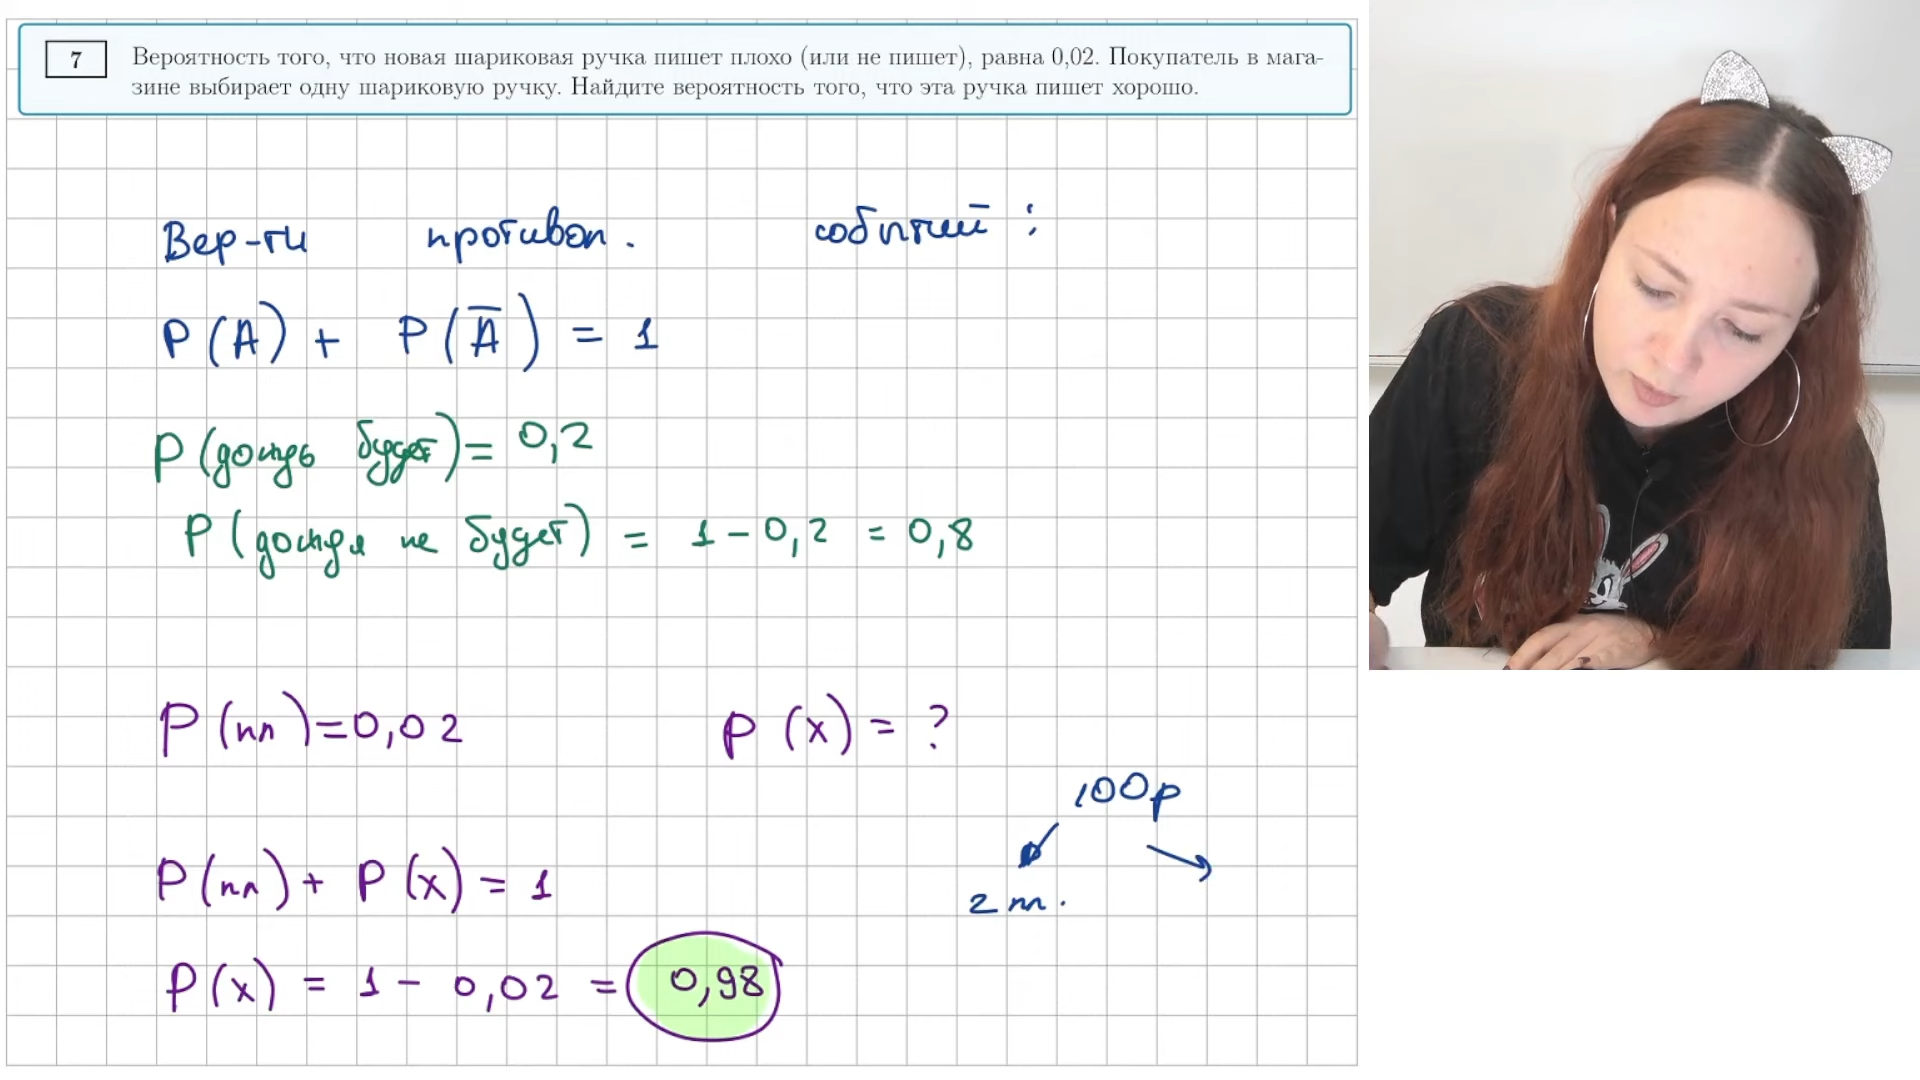 7
Вероятность того, что новая шариковая ручка пишет плохо (или не пишет), равна 0,02. Покупатель в мага-
зине выбирает одну шариковую ручку. Найдите вероятность того, что эта ручка пишет хорошо.
Вер-ти противоп. событий :
P (A) + P (A̅) = 1
P (дождь будет) = 0,2
P (дождя не будет) = 1 - 0,2 = 0,8
P (пл) = 0,02 P (x) = ?
100р
P (пл) + P (x) = 1
2 пл.
P (x) = 1 - 0,02 = 0,98